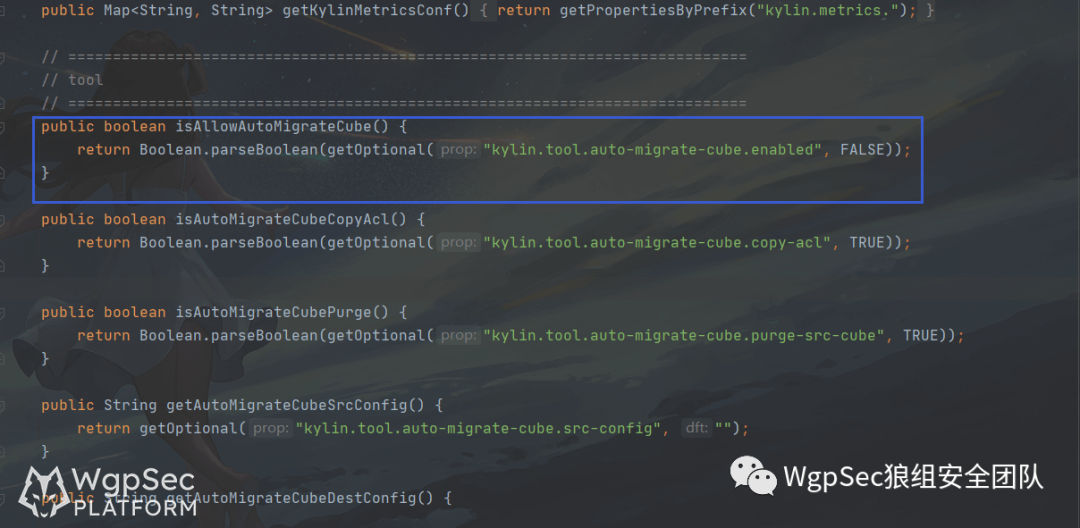 public Map<String, String> getKylinMetricsConf() { return getPropertiesByPrefix("kylin.metrics."); }
// ===========================================================================
// tool
// ===========================================================================
public boolean isAllowAutoMigrateCube() {
return Boolean.parseBoolean(getOptional( prop: "kylin.tool.auto-migrate-cube.enabled", FALSE));
}
public boolean isAutoMigrateCubeCopyAcl() {
return Boolean.parseBoolean(getOptional( prop: "kylin.tool.auto-migrate-cube.copy-acl", TRUE));
}
public boolean isAutoMigrateCubePurge() {
return Boolean.parseBoolean(getOptional( prop: "kylin.tool.auto-migrate-cube.purge-src-cube", TRUE));
}
public String getAutoMigrateCubeSrcConfig() {
return getOptional( prop: "kylin.tool.auto-migrate-cube.src-config", dft: "");
}
public String getAutoMigrateCubeDestConfig() {
WgpSec
PLATFORM
WgpSec狼组安全团队